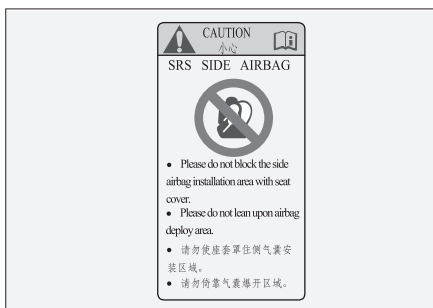 CAUTION
小心
SRS SIDE AIRBAG
• Please do not block the side
airbag installation area with seat
cover.
• Please do not lean upon airbag
deploy area.
• 请勿使座套罩住侧气囊安
装区域。
• 请勿倚靠气囊爆开区域。